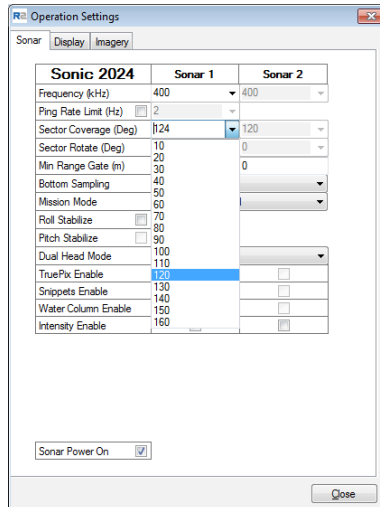 R2 Operation Settings
Sonar Display Imagery
Sonic 2024 Sonar 1 Sonar 2
Frequency (kHz) 400 400
Ping Rate Limit (Hz) 2
Sector Coverage (Deg) 124 120
Sector Rotate (Deg) 0
Min Range Gate (m) 0
Bottom Sampling
Mission Mode
Roll Stabilize
Pitch Stabilize
Dual Head Mode
TruePix Enable
Snippets Enable
Water Column Enable
Intensity Enable
10
20
30
40
50
60
70
80
90
100
110
120
130
140
150
160
Sonar Power On
Close